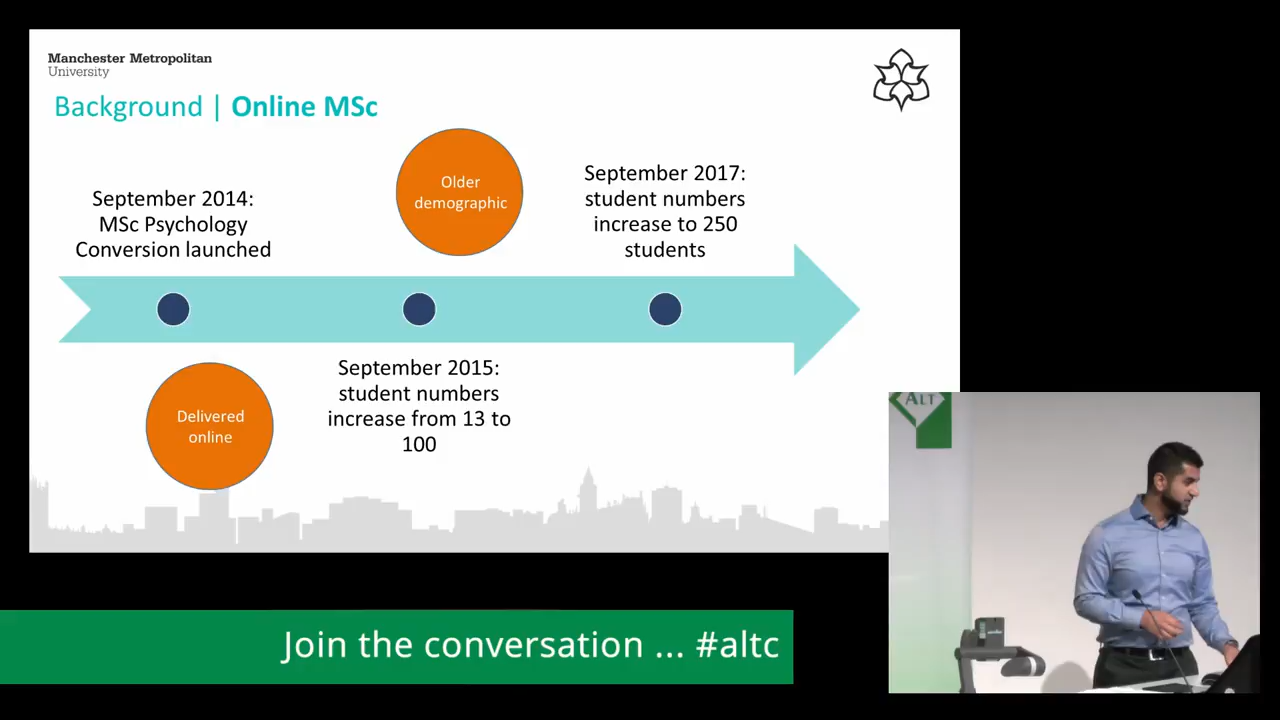 Manchester Metropolitan
University
Background | Online MSc
September 2014:
MSc Psychology
Conversion launched
Older
demographic
September 2017:
student numbers
increase to 250
students
Delivered
online
September 2015:
student numbers
increase from 13 to
100
ALT
Join the conversation ... #altc